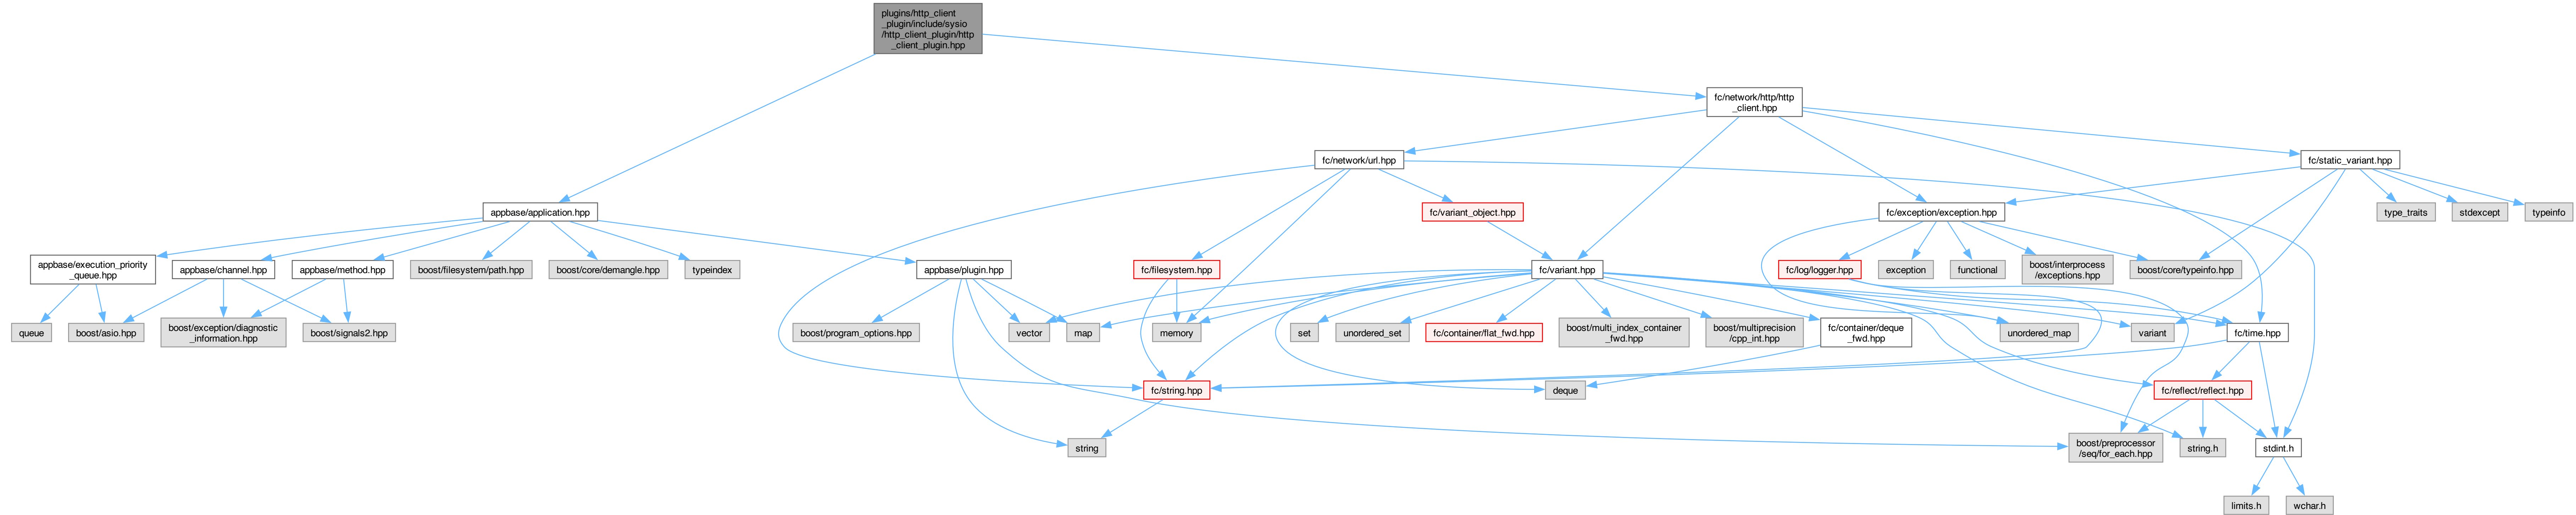 plugins/http_client
_plugin/include/sysio
/http_client_plugin/http
_client_plugin.hpp
fc/network/http/http
_client.hpp
fc/network/url.hpp
fc/static_variant.hpp
appbase/application.hpp
fc/variant_object.hpp
fc/exception/exception.hpp
type_traits
stdexcept
typeinfo
appbase/execution_priority
_queue.hpp
appbase/channel.hpp
appbase/method.hpp
boost/filesystem/path.hpp
boost/core/demangle.hpp
typeindex
appbase/plugin.hpp
fc/filesystem.hpp
fc/variant.hpp
fc/log/logger.hpp
exception
functional
boost/interprocess
/exceptions.hpp
boost/core/typeinfo.hpp
queue
boost/asio.hpp
boost/exception/diagnostic
_information.hpp
boost/signals2.hpp
boost/program_options.hpp
vector
map
memory
set
unordered_set
fc/container/flat_fwd.hpp
boost/multi_index_container
_fwd.hpp
boost/multiprecision
/cpp_int.hpp
fc/container/deque
_fwd.hpp
unordered_map
variant
fc/time.hpp
fc/string.hpp
deque
fc/reflect/reflect.hpp
string
boost/preprocessor
/seq/for_each.hpp
string.h
stdint.h
limits.h
wchar.h